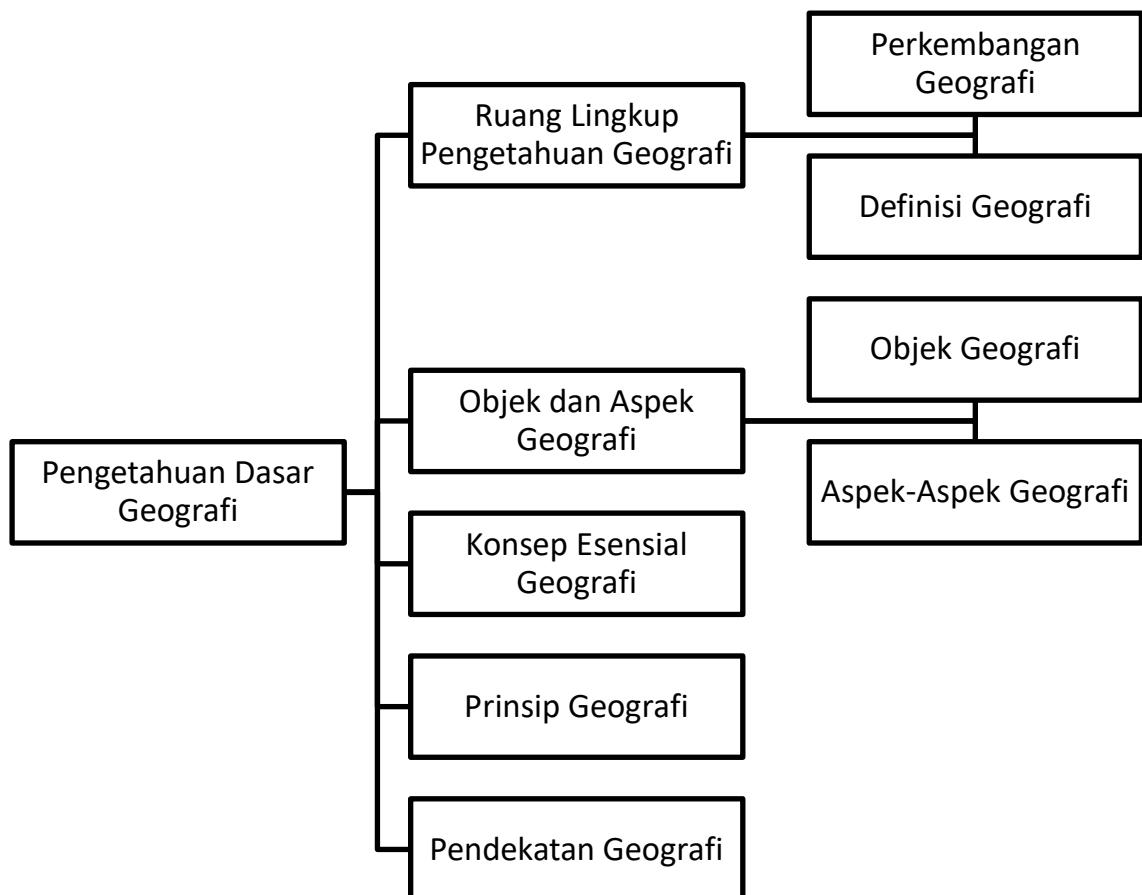 Perkembangan
Geografi
Ruang Lingkup
Pengetahuan Geografi
Definisi Geografi
Objek Geografi
Objek dan Aspek
Geografi
Pengetahuan Dasar
Geografi
Aspek-Aspek Geografi
Konsep Esensial
Geografi
Prinsip Geografi
Pendekatan Geografi